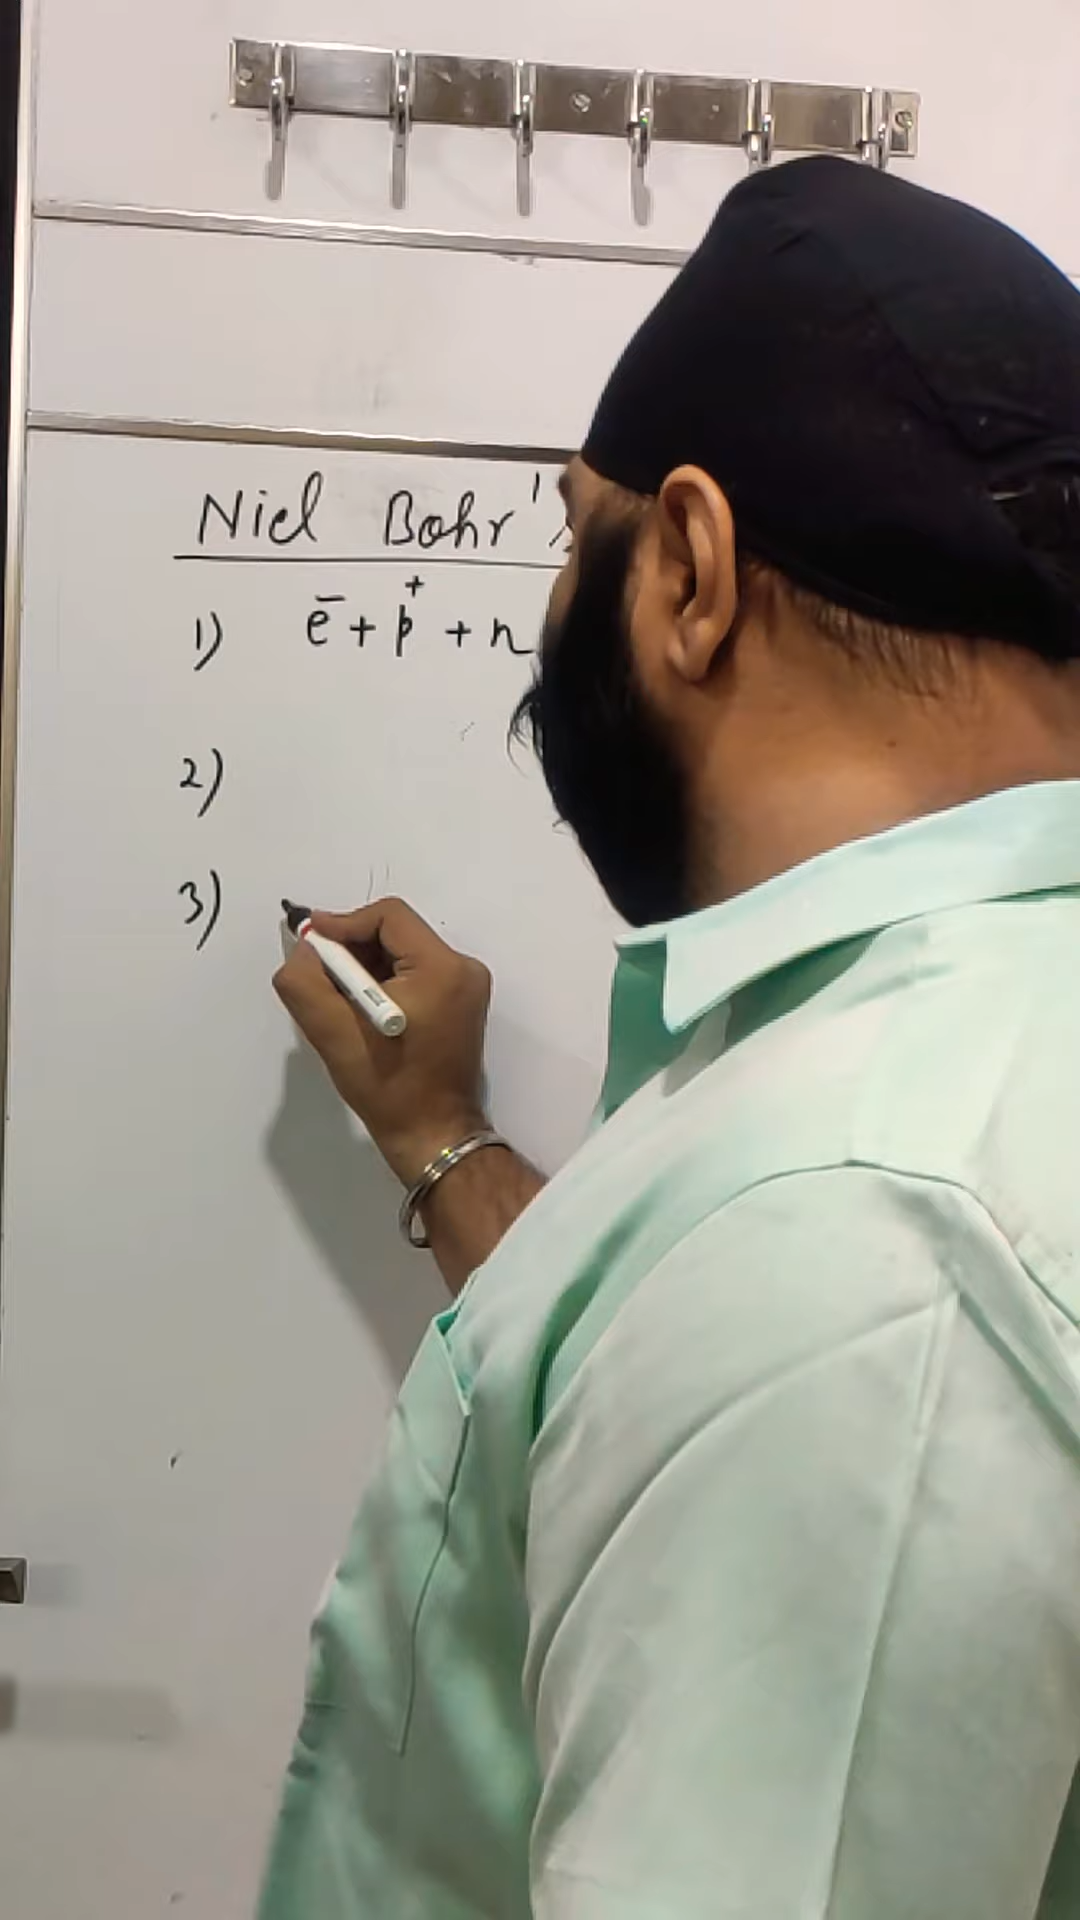 Niel Bohr's
1) e⁻ + p⁺ + n
2)
3)